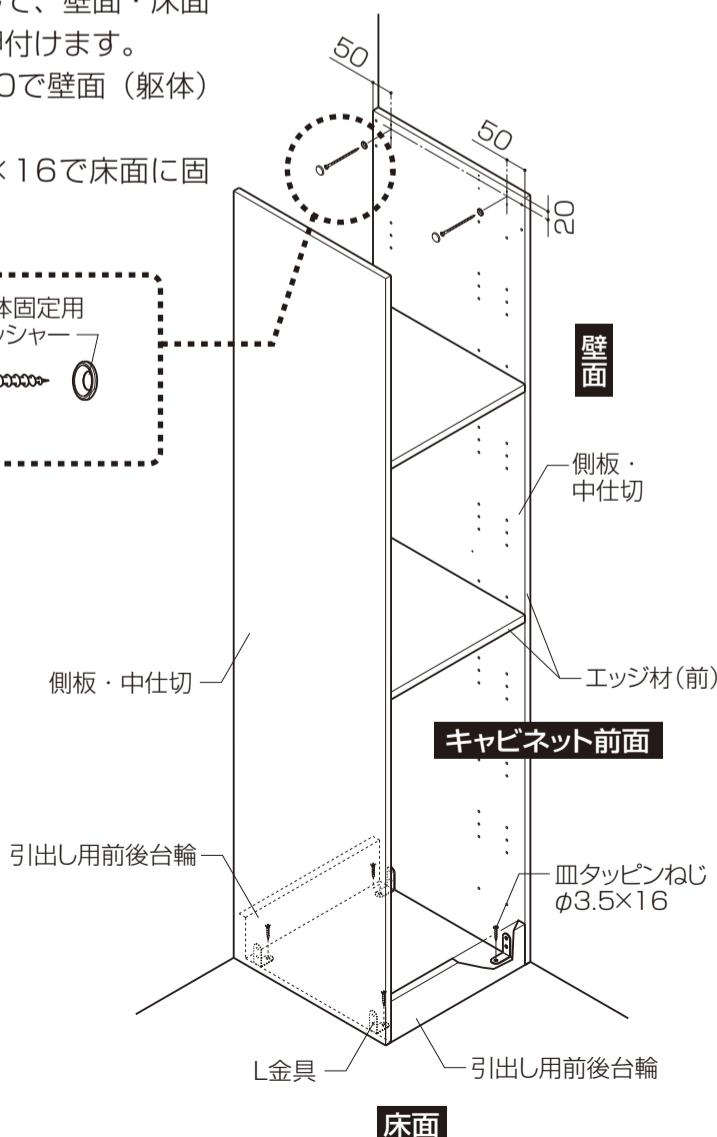 て、壁面・床面
付けます。
0で壁面（躯体）
×16で床面に固
50
50
20
体固定用
ッシャー
壁面
側板・
中仕切
側板・中仕切
エッジ材（前）
キャビネット前面
引出し用前後台輪
皿タッピンねじ
φ3.5×16
L金具
引出し用前後台輪
床面